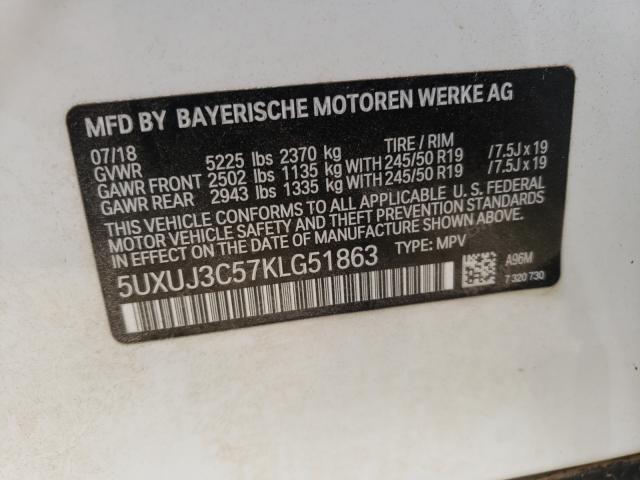 MFD BY BAYERISCHE MOTOREN WERKE AG
07/18 TIRE / RIM
GVWR 5225 lbs 2370 kg
GAWR FRONT 2502 lbs 1135 kg WITH 245/50 R19 /7.5J x 19
GAWR REAR 2943 lbs 1335 kg WITH 245/50 R19 /7.5J x 19
THIS VEHICLE CONFORMS TO ALL APPLICABLE U. S. FEDERAL
MOTOR VEHICLE SAFETY AND THEFT PREVENTION STANDARDS
IN EFFECT ON THE DATE OF MANUFACTURE SHOWN ABOVE.
5UXUJ3C57KLG51863 TYPE: MPV
A96M
7 320 730